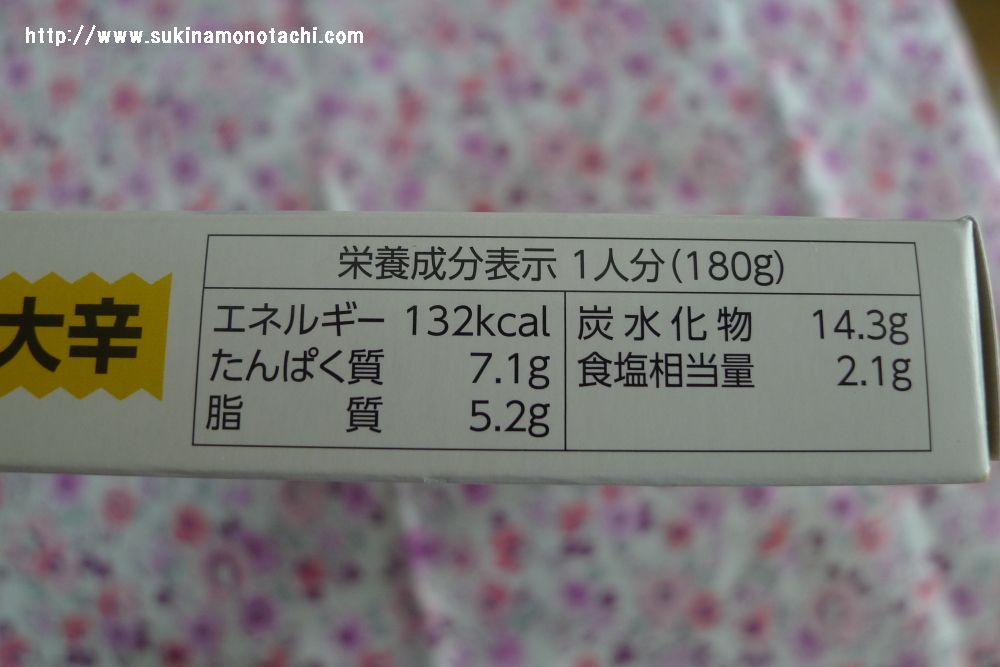 http://www.sukinamonotachi.com
大辛
栄養成分表示 1人分(180g)
エネルギー 132kcal
たんぱく質 7.1g
脂質 5.2g
炭水化物 14.3g
食塩相当量 2.1g